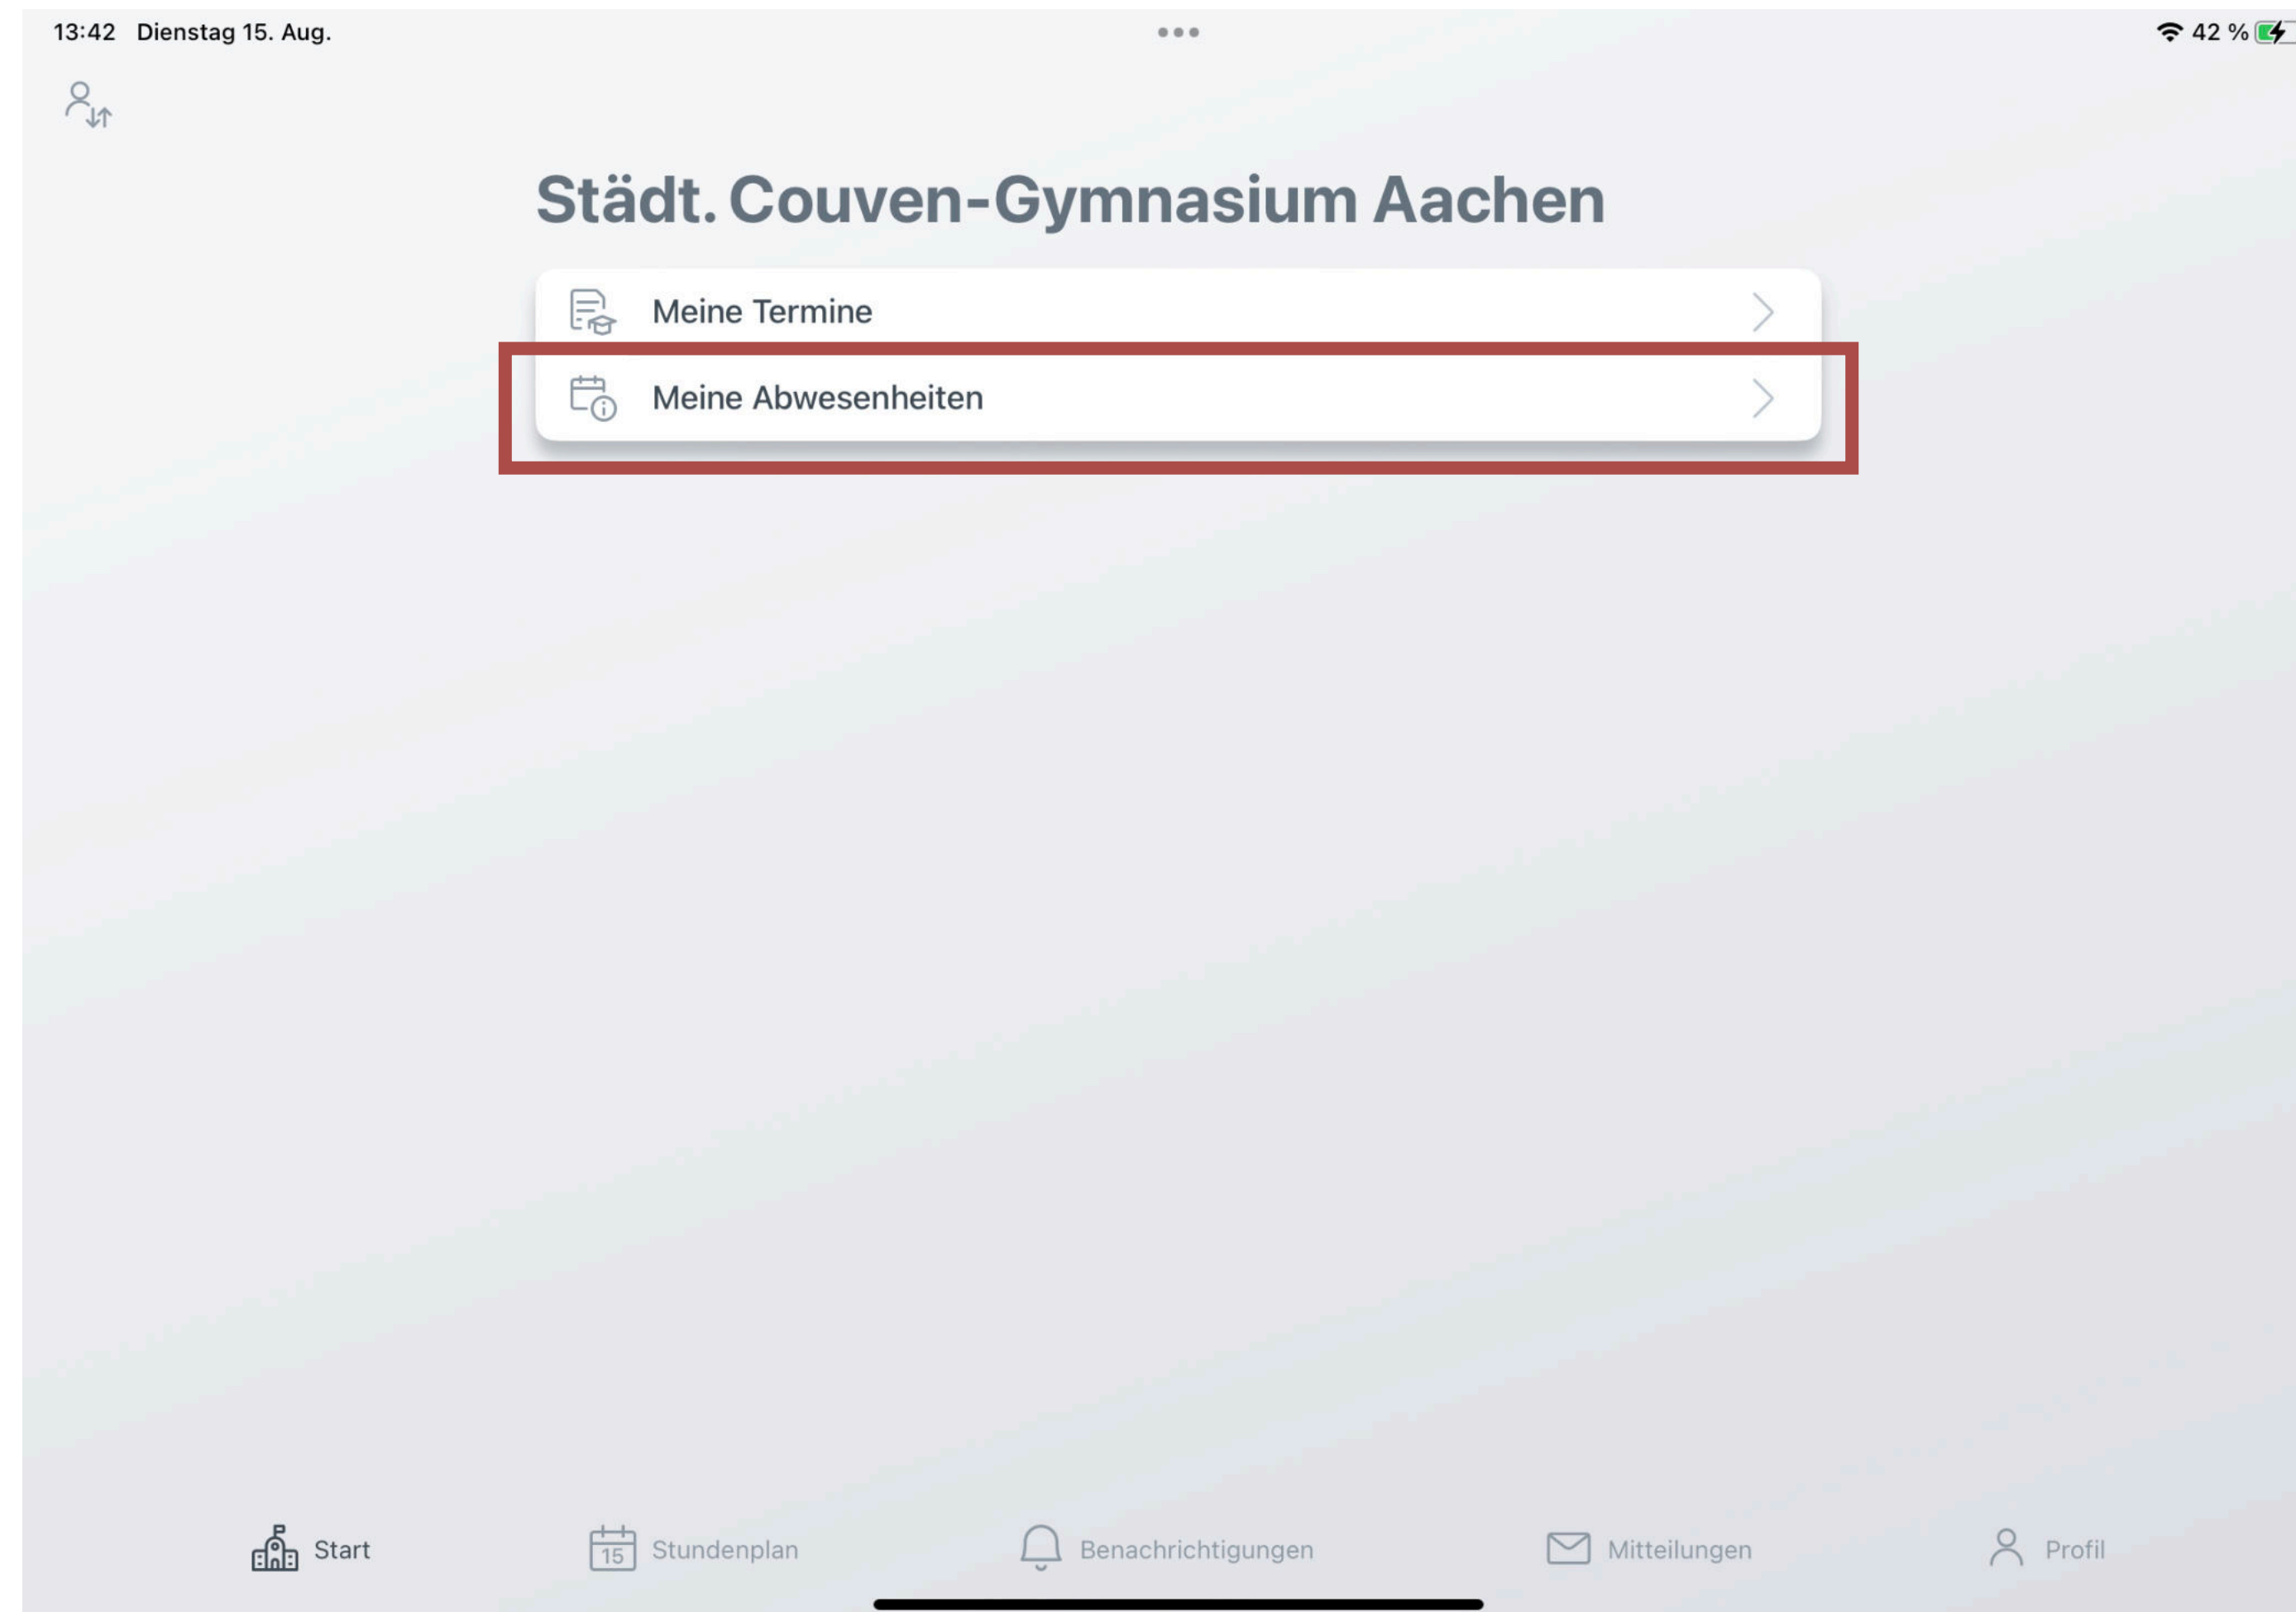 13:42 Dienstag 15. Aug.
42 %
Städt. Couven-Gymnasium Aachen
Meine Termine
Meine Abwesenheiten
Start
15 Stundenplan
Benachrichtigungen
Mitteilungen
Profil